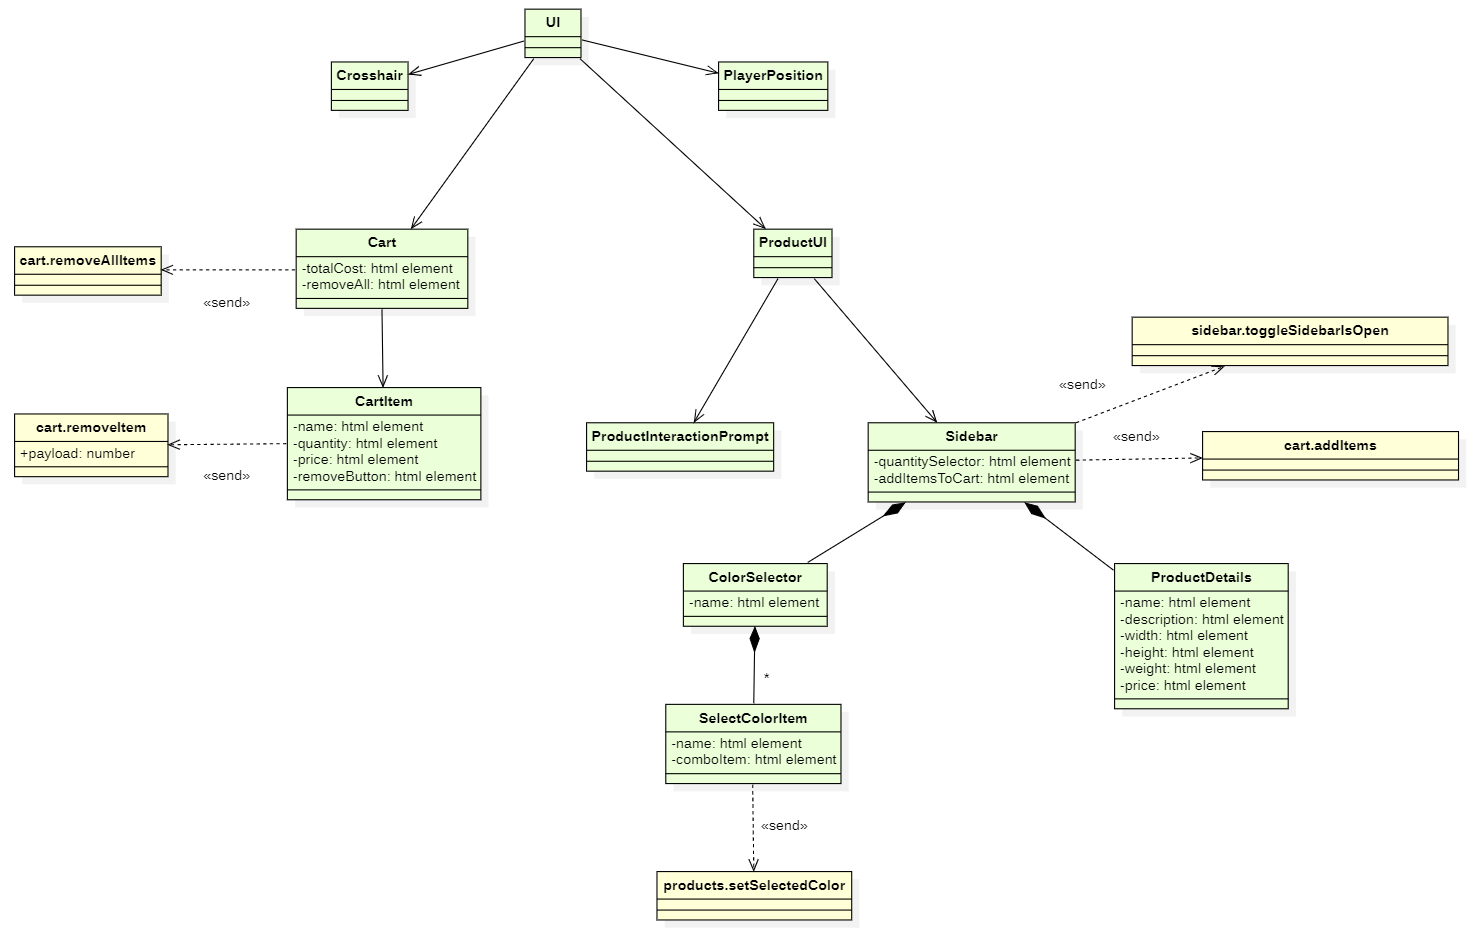 UI
Crosshair
PlayerPosition
Cart
-totalCost: html element
-removeAll: html element
ProductUI
cart.removeAllItems
«send»
sidebar.toggleSidebarIsOpen
«send»
CartItem
-name: html element
-quantity: html element
-price: html element
-removeButton: html element
cart.removeItem
+payload: number
«send»
ProductInteractionPrompt
Sidebar
-quantitySelector: html element
-addItemsToCart: html element
«send»
cart.addItems
ColorSelector
-name: html element
ProductDetails
-name: html element
-description: html element
-width: html element
-height: html element
-weight: html element
-price: html element
*
SelectColorItem
-name: html element
-comboItem: html element
«send»
products.setSelectedColor